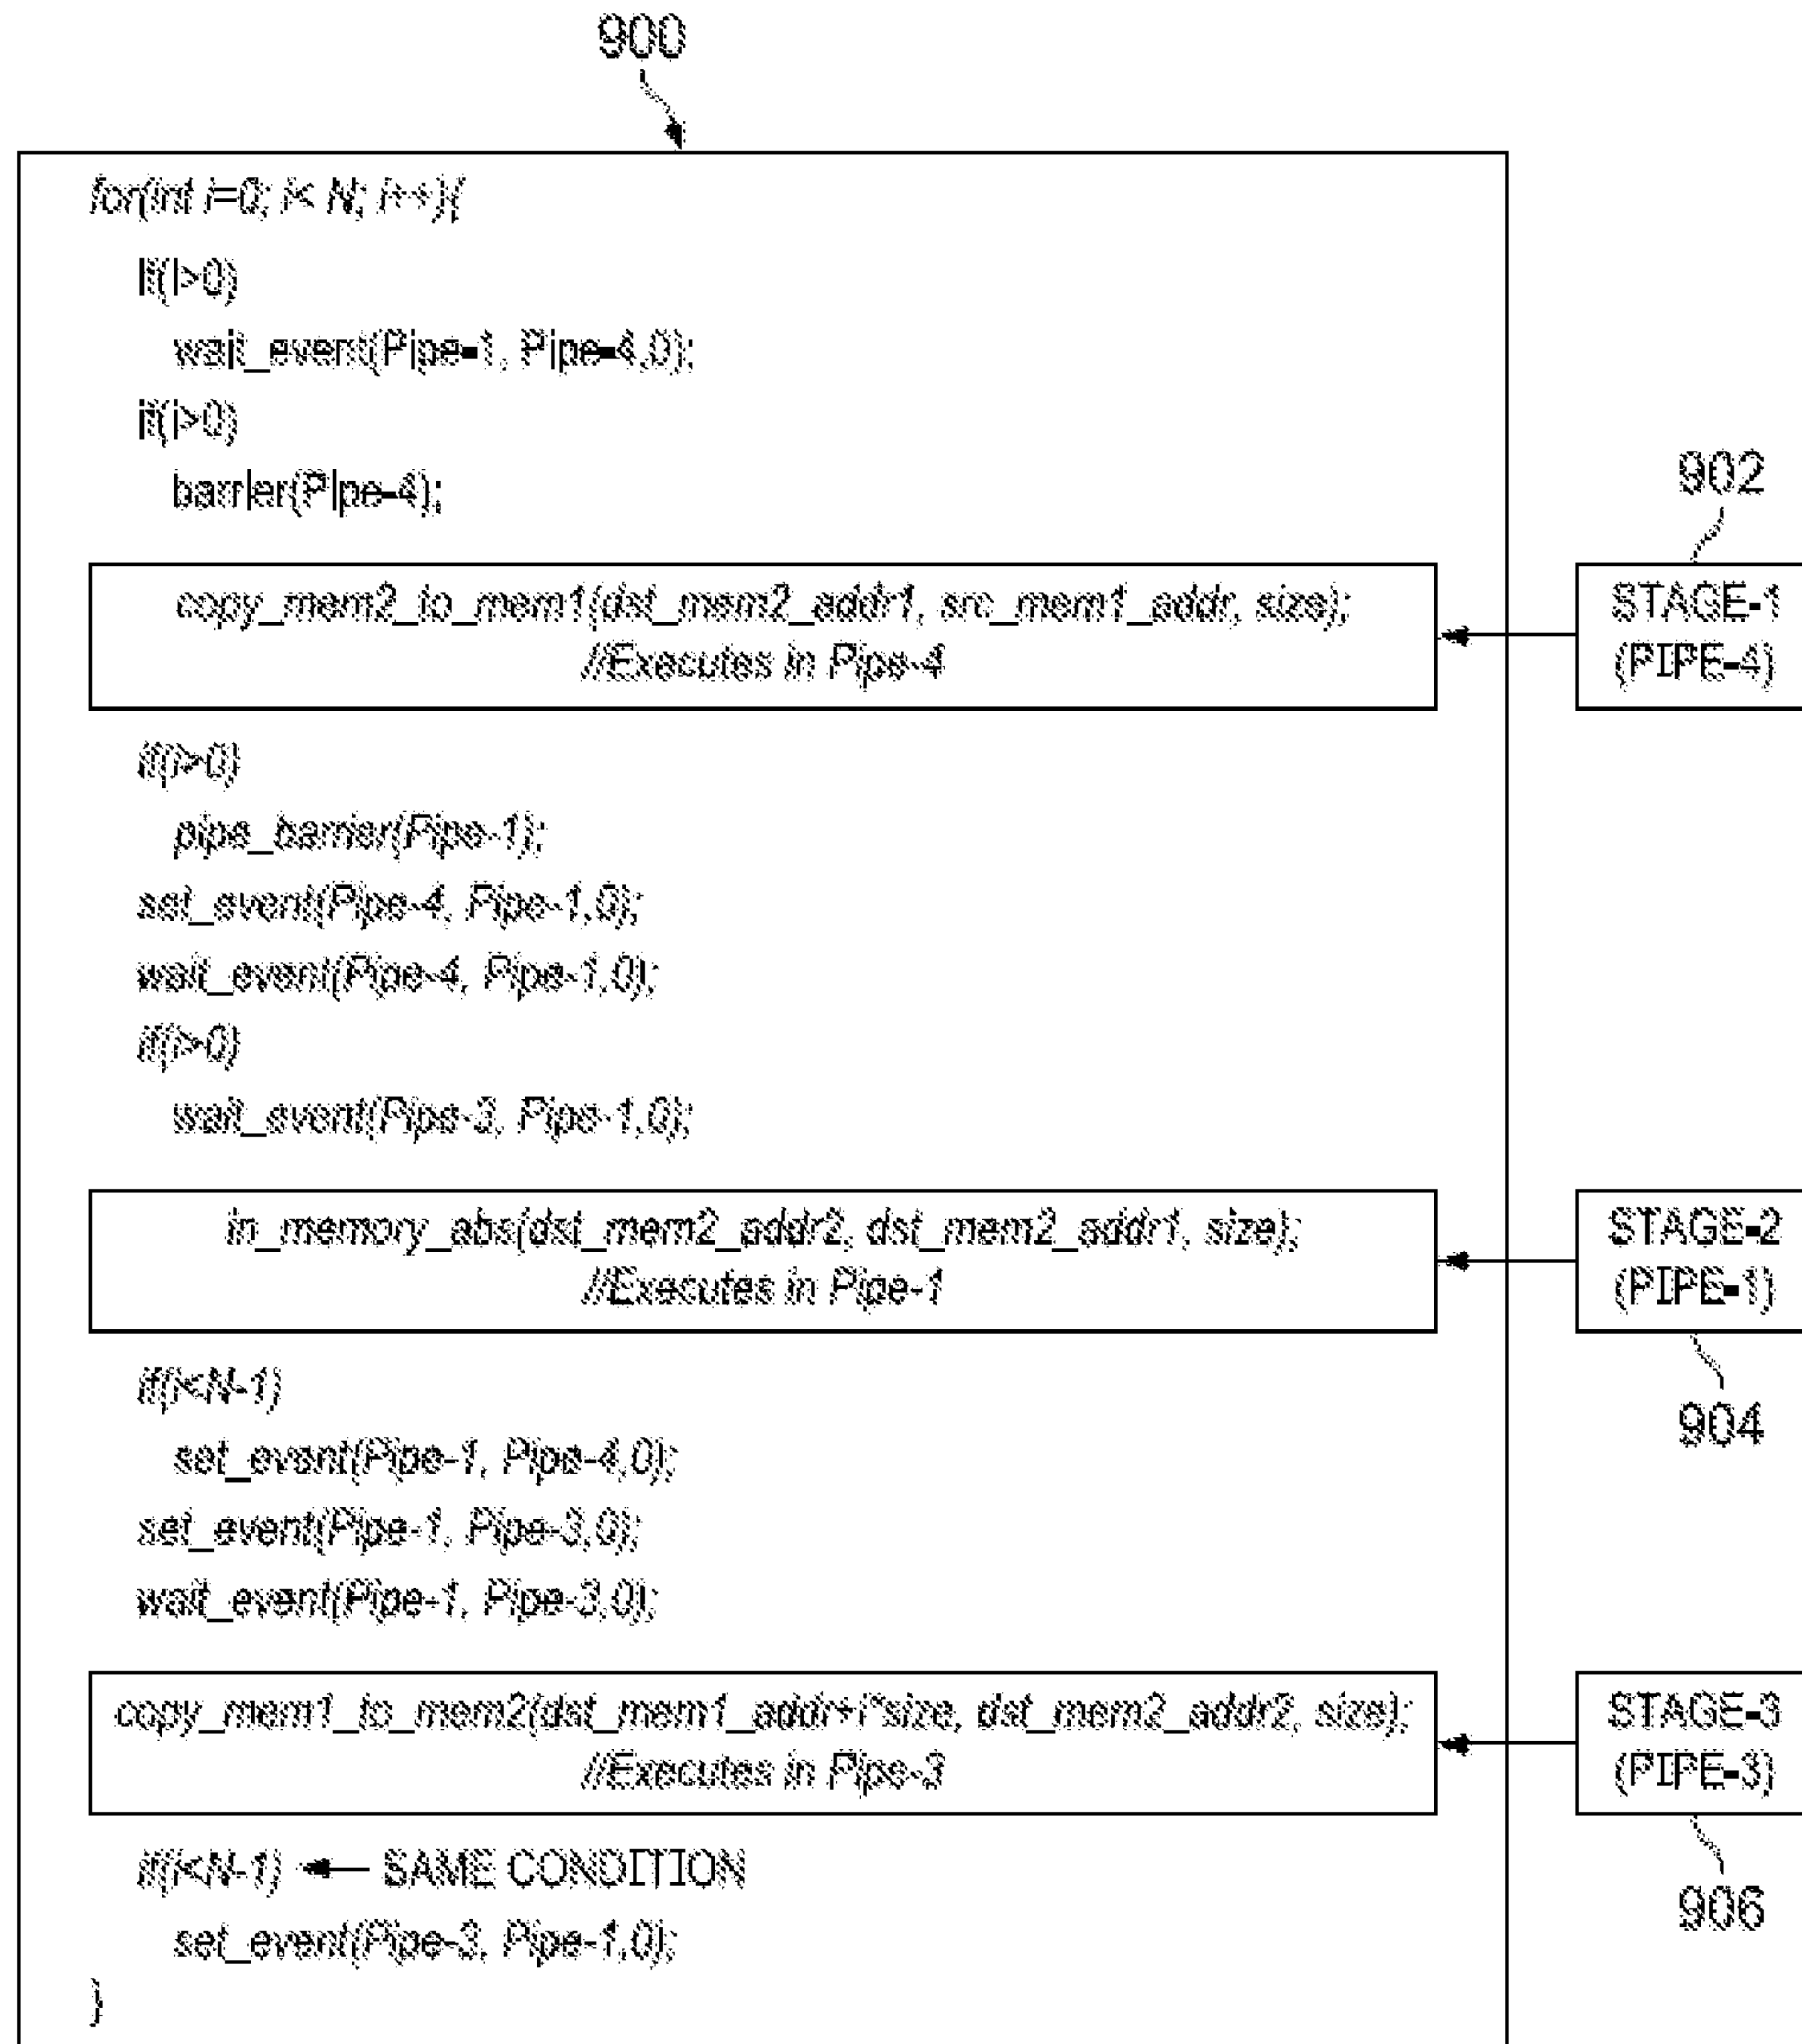 900
for(int i=0; i< N; i++){
if(i>0)
wait_event(Pipe-1, Pipe-4,0);
if(i>0)
barrier(Pipe-4);
902
copy_mem2_to_mem1(dst_mem2_addr1, src_mem1_addr, size);
//Executes in Pipe-4
STAGE-1
(PIPE-4)
if(i>0)
pipe_barrier(Pipe-1);
set_event(Pipe-4, Pipe-1,0);
wait_event(Pipe-4, Pipe-1,0);
if(i>0)
wait_event(Pipe-3, Pipe-1,0);
in_memory_abs(dst_mem2_addr2, dst_mem2_addr1, size);
//Executes in Pipe-1
STAGE-2
(PIPE-1)
904
if(i<N-1)
set_event(Pipe-1, Pipe-4,0);
set_event(Pipe-1, Pipe-3,0);
wait_event(Pipe-1, Pipe-3,0);
copy_mem1_to_mem2(dst_mem1_addr+i*size, dst_mem2_addr2, size);
//Executes in Pipe-3
STAGE-3
(PIPE-3)
906
if(i<N-1) SAME CONDITION
set_event(Pipe-3, Pipe-1,0);
}